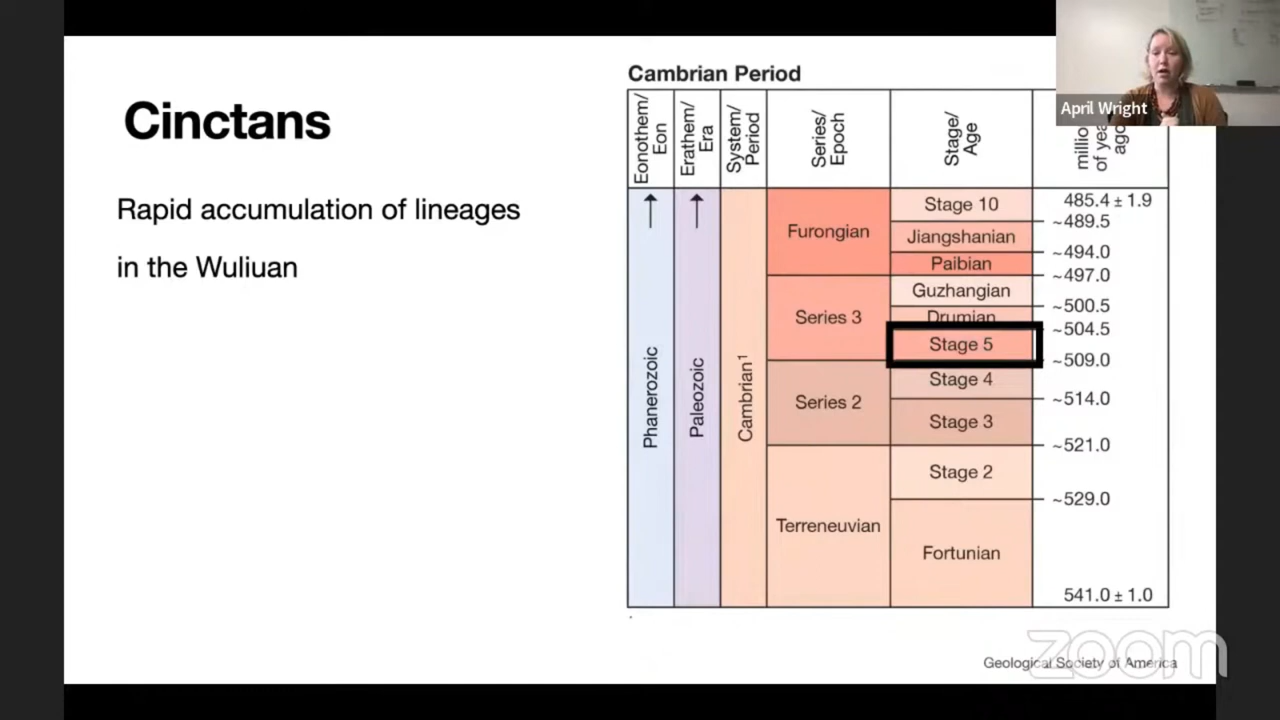 Cinctans
Rapid accumulation of lineages
in the Wuliuan
Cambrian Period
Eonothem/
Eon
Erathem/
Era
System/
Period
Series/
Epoch
Stage/
Age
of
ago
April Wright
Phanerozoic
Paleozoic
Cambrian1
Furongian
Series 3
Series 2
Terreneuvian
Stage 10
Jiangshanian
Paibian
Guzhangian
Drumian
Stage 5
Stage 4
Stage 3
Stage 2
Fortunian
485.4 ± 1.9
~489.5
~494.0
~497.0
~500.5
~504.5
~509.0
~514.0
~521.0
~529.0
541.0 ± 1.0
Geological Society of America
zoom